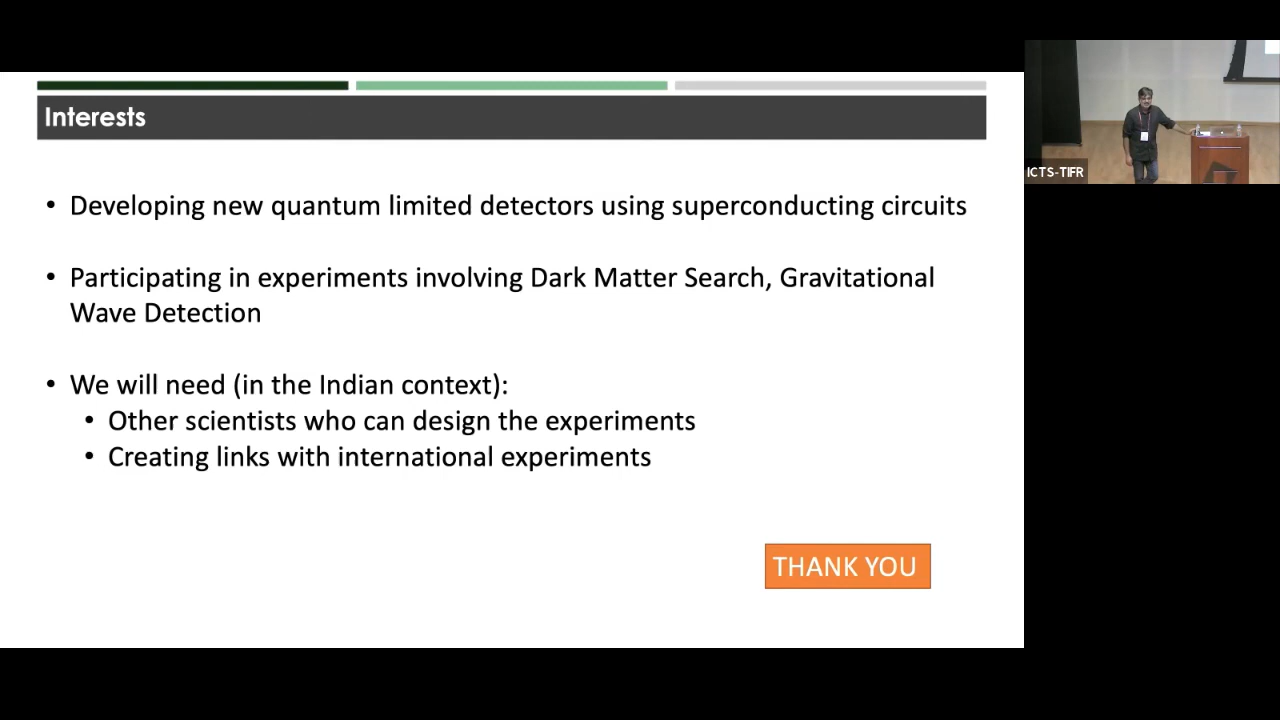 Interests
• Developing new quantum limited detectors using superconducting circuits
• Participating in experiments involving Dark Matter Search, Gravitational
Wave Detection
• We will need (in the Indian context):
• Other scientists who can design the experiments
• Creating links with international experiments
THANK YOU
ICTS-TIFR